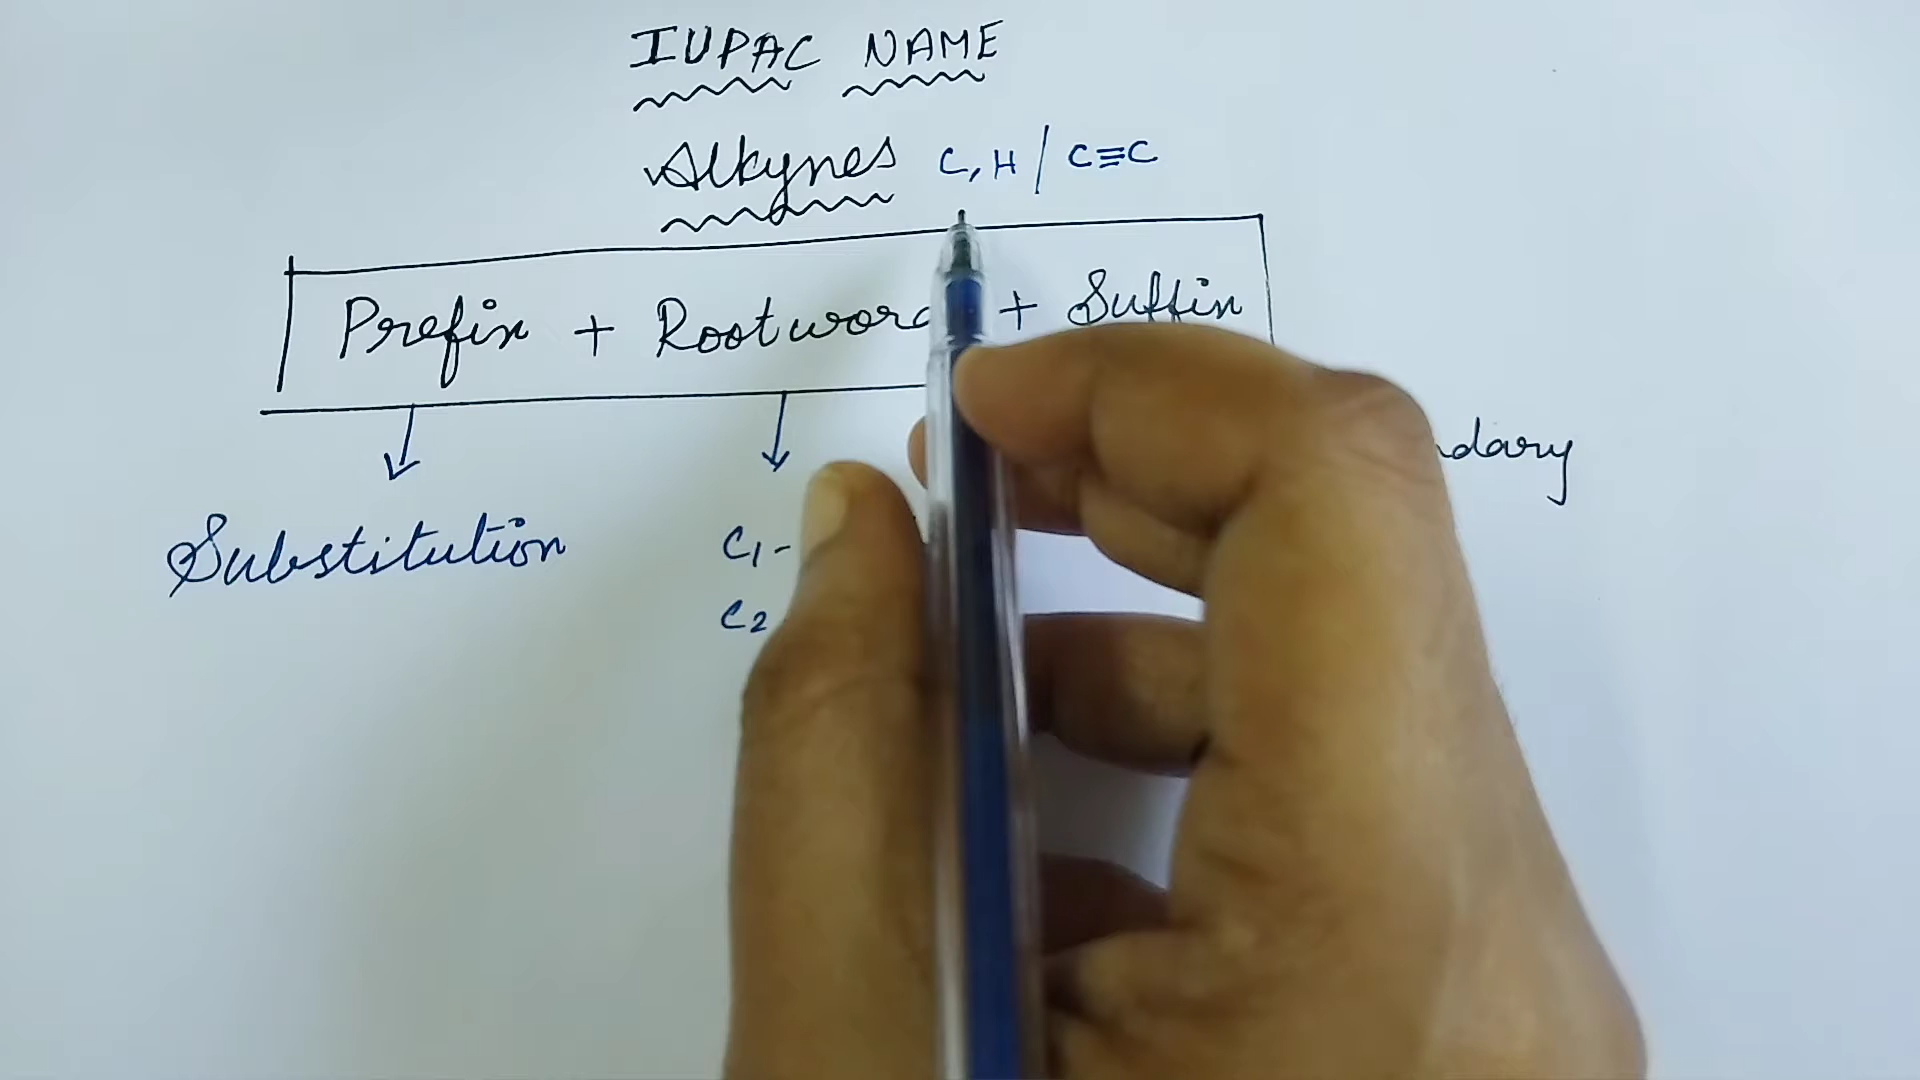 IUPAC NAME
Alkynes C, H / C≡C
Prefix + Rootword + Suffix
Substitution
C1 -
C2